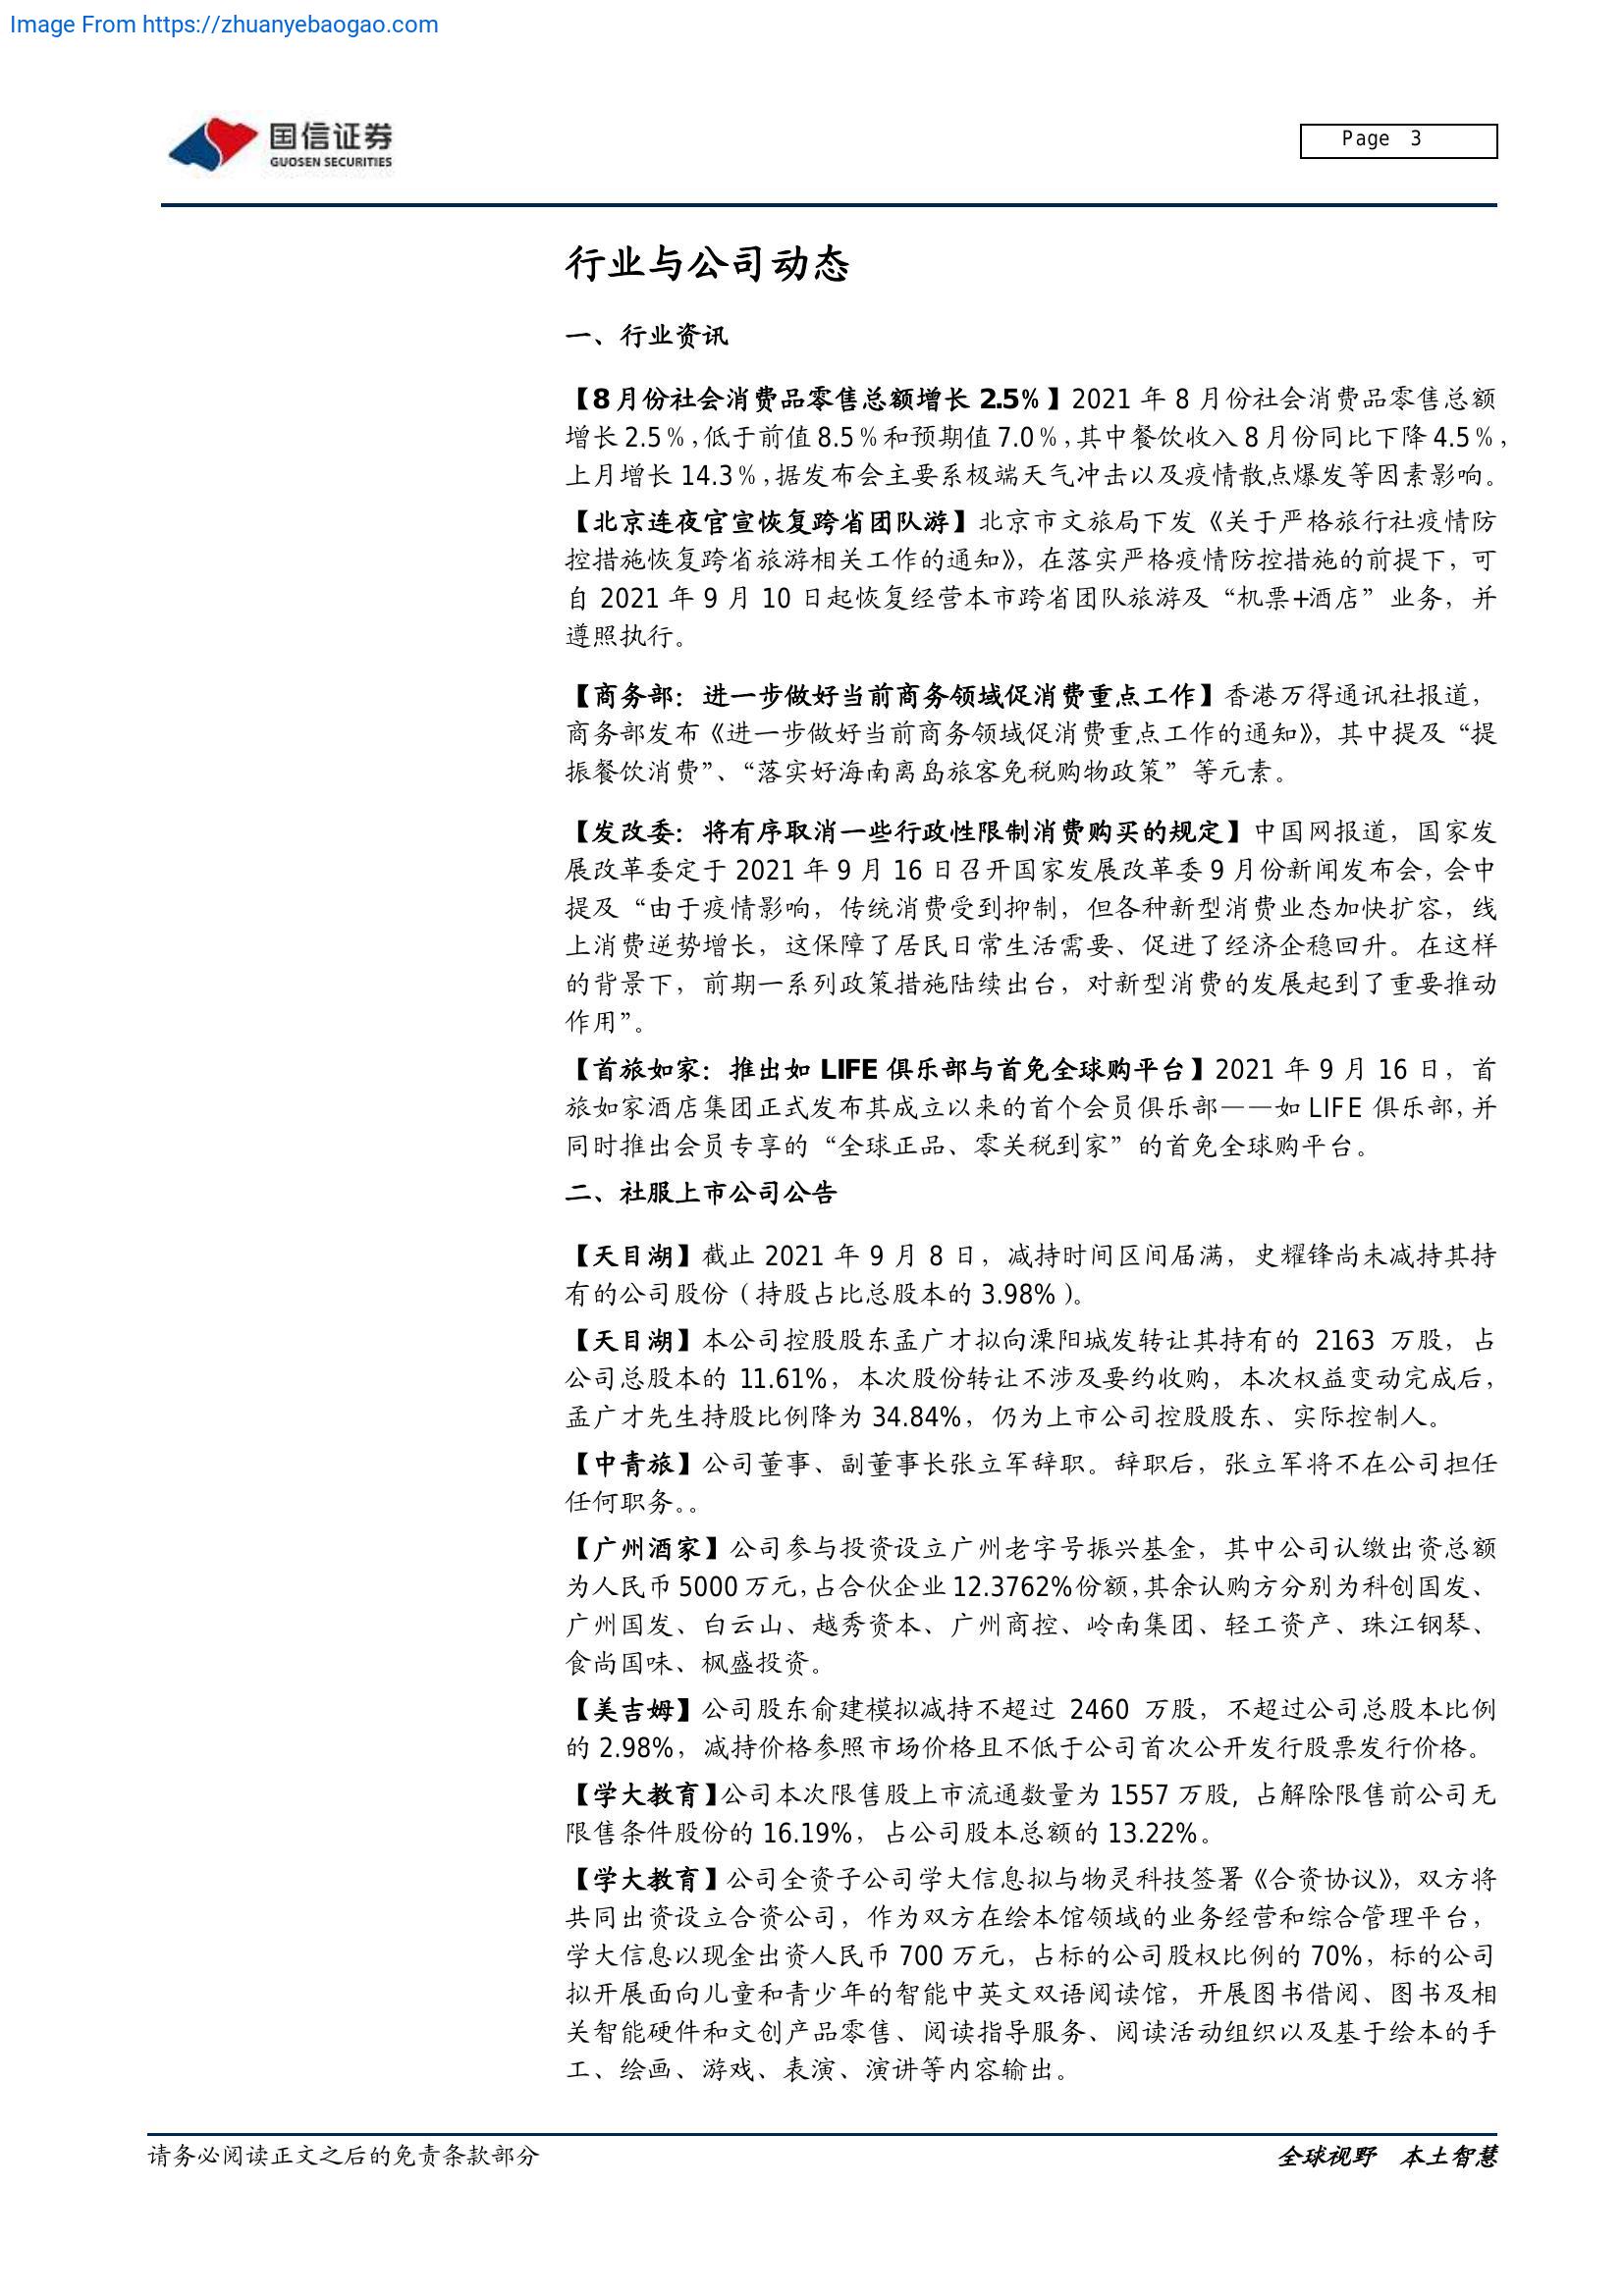 Image From https://zhuanyebaogao.com
国信证券
GUOSEN SECURITIES
Page 3
行业与公司动态
一、行业资讯
【8月份社会消费品零售总额增长 2.5%】2021 年 8 月份社会消费品零售总额
增长2.5%,低于前值8.5%和预期值7.0%,其中餐饮收入8月份同比下降4.5%,
上月增长 14.3%,据发布会主要系极端天气冲击以及疫情散点爆发等因素影响。
【北京连夜官宣恢复跨省团队游】北京市文旅局下发《关于严格旅行社疫情防
控措施恢复跨省旅游相关工作的通知》，在落实严格疫情防控措施的前提下，可
自 2021 年 9 月 10 日起恢复经营本市跨省团队旅游及“机票+酒店”业务，并
遵照执行。
【商务部：进一步做好当前商务领域促消费重点工作】香港万得通讯社报道，
商务部发布《进一步做好当前商务领域促消费重点工作的通知》，其中提及“提
振餐饮消费”、“落实好海南离岛旅客免税购物政策”等元素。
【发改委：将有序取消一些行政性限制消费购买的规定】中国网报道，国家发
展改革委定于 2021 年 9 月 16 日召开国家发展改革委 9 月份新闻发布会，会中
提及“由于疫情影响，传统消费受到抑制，但各种新型消费业态加快扩容，线
上消费逆势增长，这保障了居民日常生活需要、促进了经济企稳回升。在这样
的背景下，前期一系列政策措施陆续出台，对新型消费的发展起到了重要推动
作用”。
【首旅如家：推出如 LIFE 俱乐部与首免全球购平台】2021 年 9 月 16 日，首
旅如家酒店集团正式发布其成立以来的首个会员俱乐部——如 LIFE 俱乐部，并
同时推出会员专享的“全球正品、零关税到家”的首免全球购平台。
二、社服上市公司公告
【天目湖】截止 2021 年 9 月 8 日，减持时间区间届满，史耀锋尚未减持其持
有的公司股份（持股占比总股本的 3.98%）。
【天目湖】本公司控股股东孟广才拟向溧阳城发转让其持有的 2163 万股，占
公司总股本的 11.61%，本次股份转让不涉及要约收购，本次权益变动完成后，
孟广才先生持股比例降为 34.84%，仍为上市公司控股股东、实际控制人。
【中青旅】公司董事、副董事长张立军辞职。辞职后，张立军将不在公司担任
任何职务。。
【广州酒家】公司参与投资设立广州老字号振兴基金，其中公司认缴出资总额
为人民币 5000 万元，占合伙企业 12.3762%份额，其余认购方分别为科创国发、
广州国发、白云山、越秀资本、广州商控、岭南集团、轻工资产、珠江钢琴、
食尚国味、枫盛投资。
【美吉姆】公司股东俞建模拟减持不超过 2460 万股，不超过公司总股本比例
的 2.98%，减持价格参照市场价格且不低于公司首次公开发行股票发行价格。
【学大教育】公司本次限售股上市流通数量为 1557 万股，占解除限售前公司无
限售条件股份的 16.19%，占公司股本总额的 13.22%。
【学大教育】公司全资子公司学大信息拟与物灵科技签署《合资协议》，双方将
共同出资设立合资公司，作为双方在绘本馆领域的业务经营和综合管理平台，
学大信息以现金出资人民币 700 万元，占标的公司股权比例的 70%，标的公司
拟开展面向儿童和青少年的智能中英文双语阅读馆，开展图书借阅、图书及相
关智能硬件和文创产品零售、阅读指导服务、阅读活动组织以及基于绘本的手
工、绘画、游戏、表演、演讲等内容输出。
请务必阅读正文之后的免责条款部分
全球视野 本土智慧